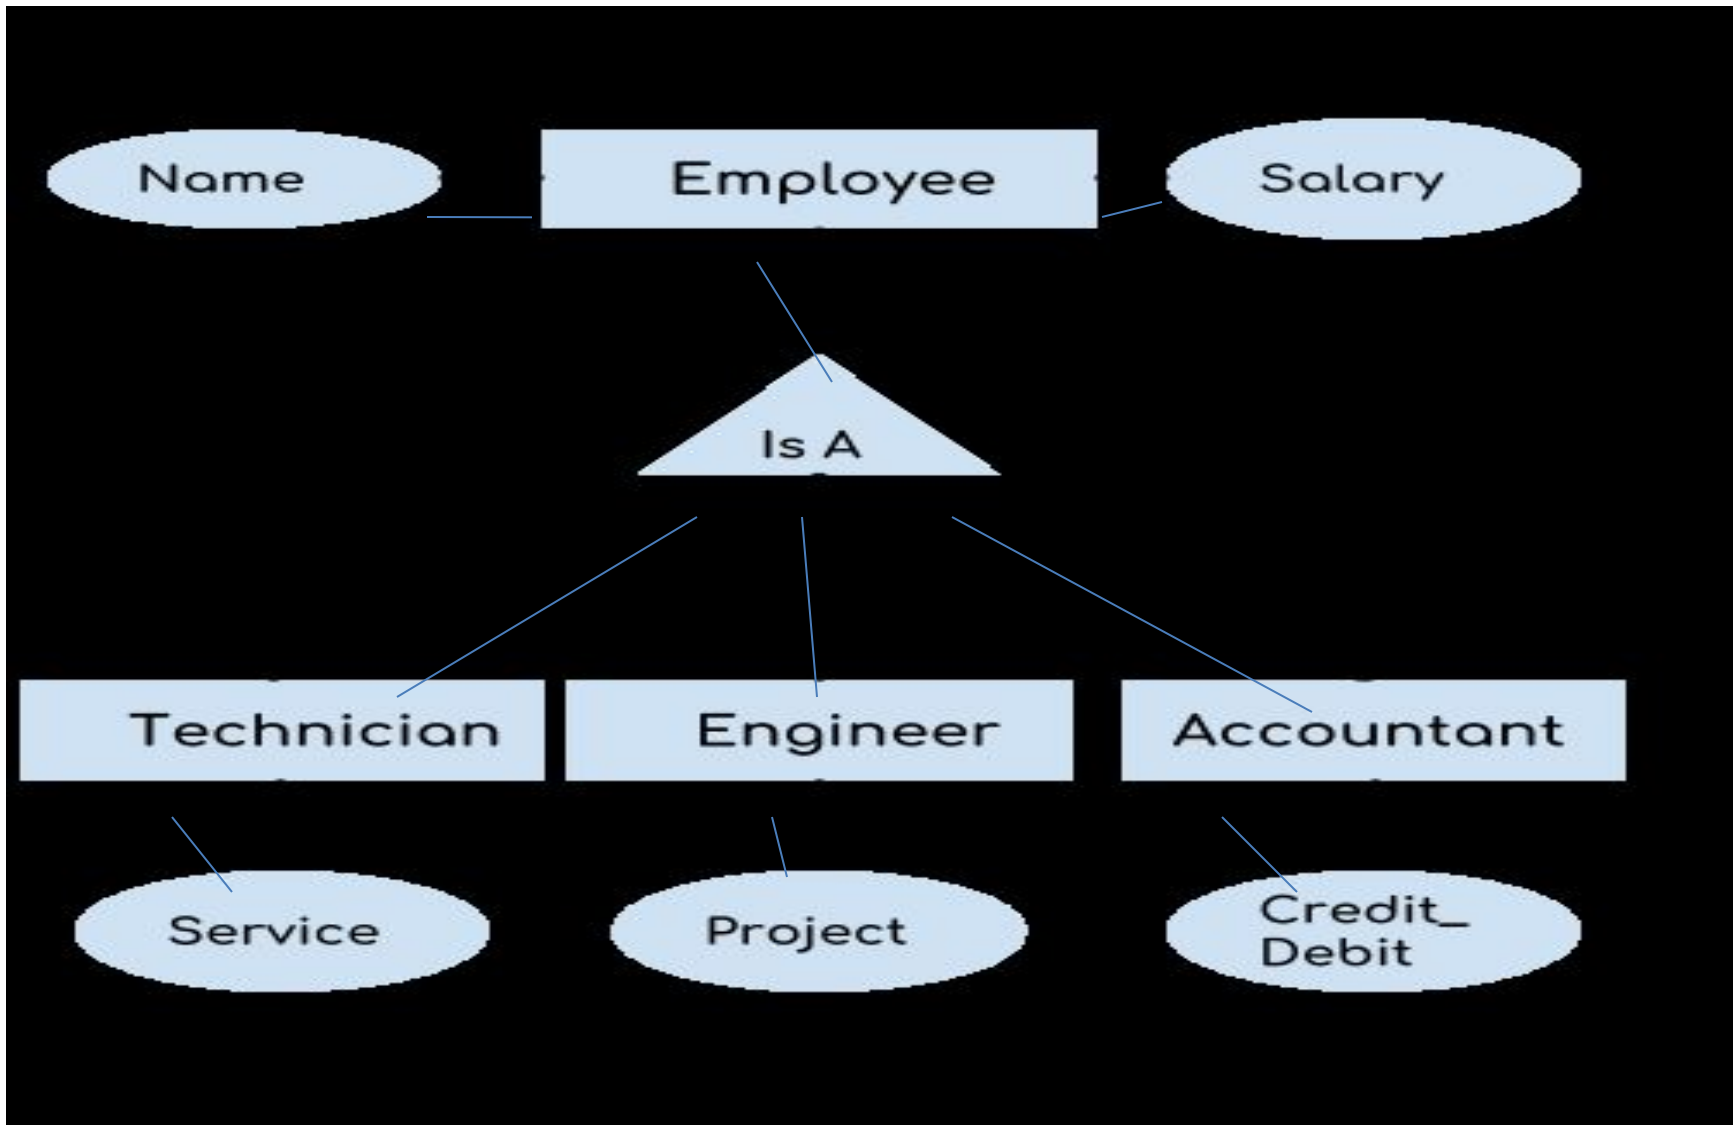 Name
Employee
Salary
Is A
Technician
Engineer
Accountant
Service
Project
Credit_
Debit